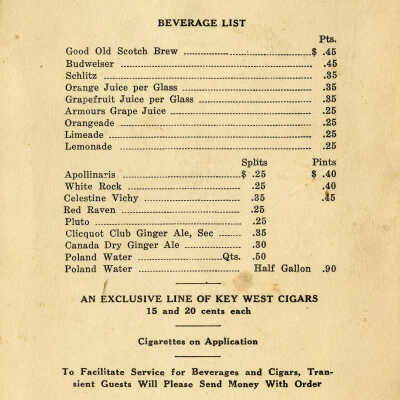 BEVERAGE LIST
Pts.
Good Old Scotch Brew $ .45
Budweiser .45
Schlitz .35
Orange Juice per Glass .35
Grapefruit Juice per Glass .35
Armours Grape Juice .25
Orangeade .25
Limeade .25
Lemonade .25
Splits Pints
Apollinaris $ .25 $ .40
White Rock .25 .40
Celestine Vichy .35 .45
Red Raven .25
Pluto .25
Clicquot Club Ginger Ale, Sec .35
Canada Dry Ginger Ale .30
Poland Water Qts. .50
Poland Water Half Gallon .90
AN EXCLUSIVE LINE OF KEY WEST CIGARS
15 and 20 cents each
Cigarettes on Application
To Facilitate Service for Beverages and Cigars, Tran-
sient Guests Will Please Send Money With Order